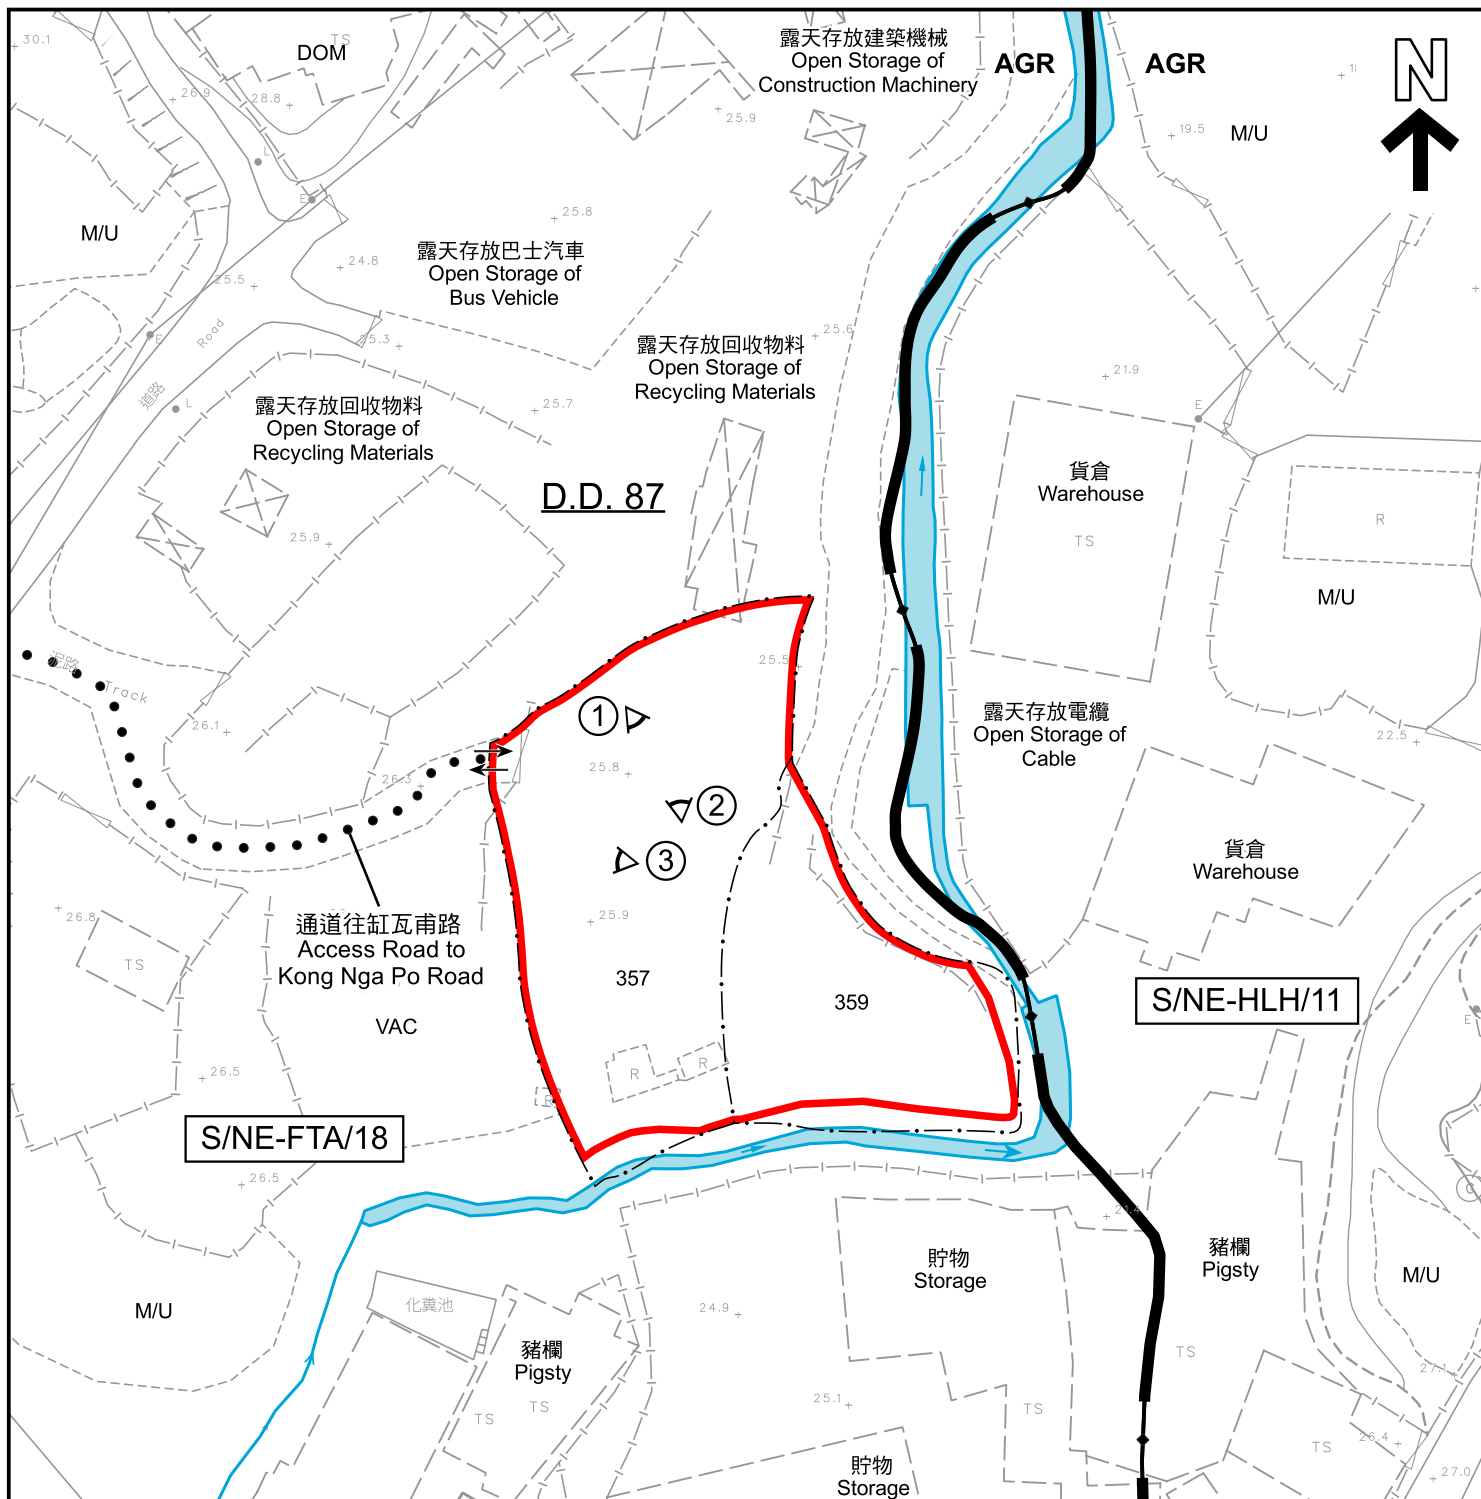 30.1
DOM
TS
露天存放建築機械
Open Storage of
Construction Machinery
AGR
AGR
N
26.9
28.8
25.9
19.5
M/U
L
E
M/U
25.8
露天存放巴士汽車
Open Storage of
Bus Vehicle
24.8
25.5
E
Road
道路
25.3
25.6
露天存放回收物料
Open Storage of
Recycling Materials
21.9
L
露天存放回收物料
Open Storage of
Recycling Materials
25.7
E
貨倉
Warehouse
TS
R
D.D. 87
25.9
M/U
泥路
Track
25.5
26.1
1
露天存放電纜
Open Storage of
Cable
22.5
25.8
26.3
2
3
貨倉
Warehouse
26.8
TS
通道往缸瓦甫路
Access Road to
Kong Nga Po Road
25.9
357
359
VAC
S/NE-HLH/11
E
26.5
R
R
R
S/NE-FTA/18
26.5
G
21.4
貯物
Storage
豬欄
Pigsty
M/U
M/U
化糞池
24.9
豬欄
Pigsty
TS
27.1
25.1
TS
TS
TS
TS
26.4
貯物
Storage
27.0